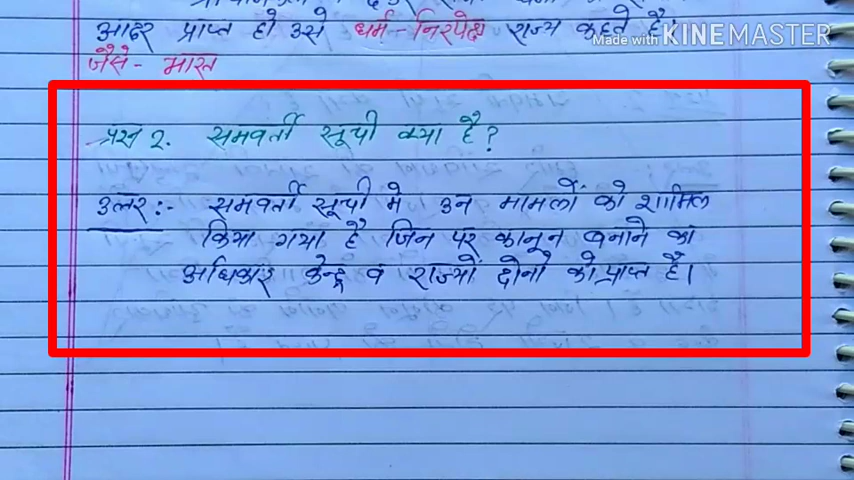 आदर प्राप्त हो उसे धर्म-निरपेक्ष राज्य कहते है।
Made with KINEMASTER
जैसे- भारत
प्रश्न 2. समवर्ती सूची क्या है?
उत्तर:- समवर्ती सूची मे उन मामलों को शामिल
किया गया है जिन पर कानून बनाने का
अधिकार केन्द्र व राज्यों दोनो को प्राप्त है।